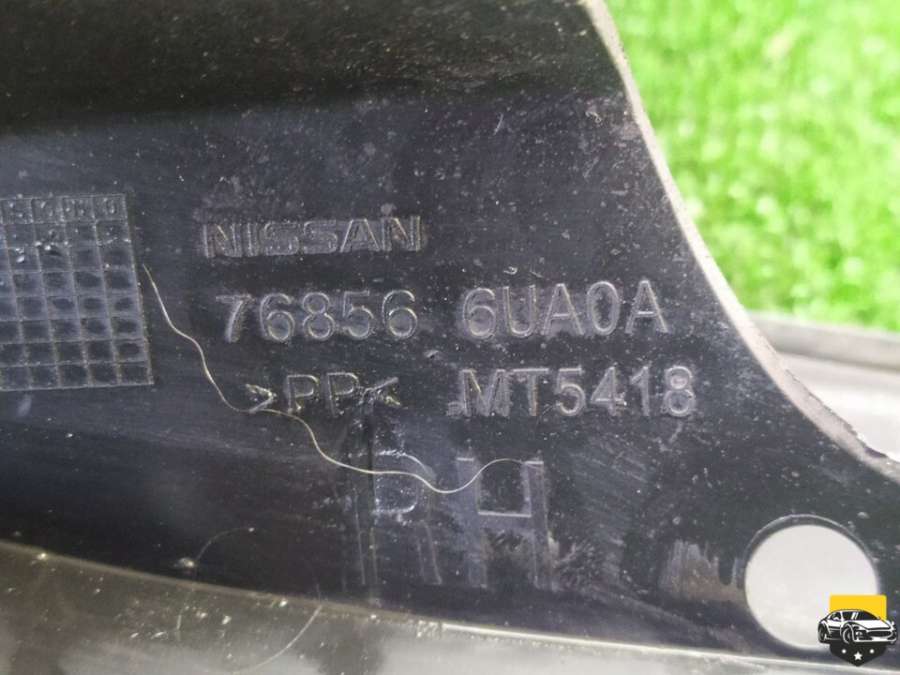 NISSAN
76856 6UA0A
>PP< MT5418
RH